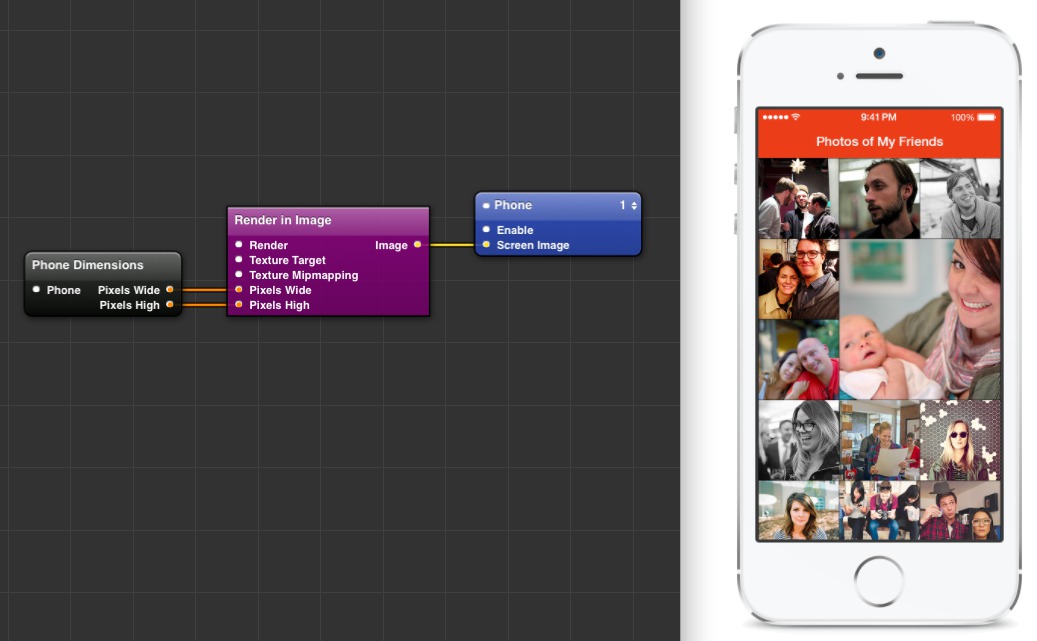 Phone Dimensions
Phone Pixels Wide
Pixels High
Render in Image
Render Image
Texture Target
Texture Mipmapping
Pixels Wide
Pixels High
Phone 1
Enable
Screen Image
9:41 PM 100%
Photos of My Friends